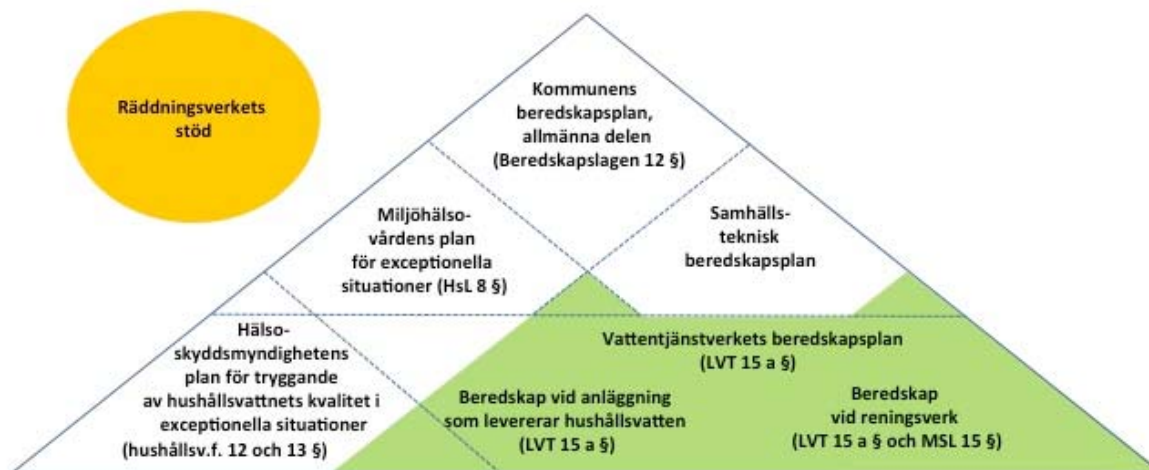 Räddningsverkets
stöd
Kommunens
beredskapsplan,
allmänna delen
(Beredskapslagen 12 §)
Miljöhälso-
vårdens plan
för exceptionella
situationer (HsL 8 §)
Samhälls-
teknisk
beredskapsplan
Hälso-
skyddsmyndighetens
plan för tryggande
av hushållsvattnets kvalitet i
exceptionella situationer
(hushållsv.f. 12 och 13 §)
Vattentjänstverkets beredskapsplan
(LVT 15 a §)
Beredskap vid anläggning
som levererar hushållsvatten
(LVT 15 a §)
Beredskap
vid reningsverk
(LVT 15 a § och MSL 15 §)